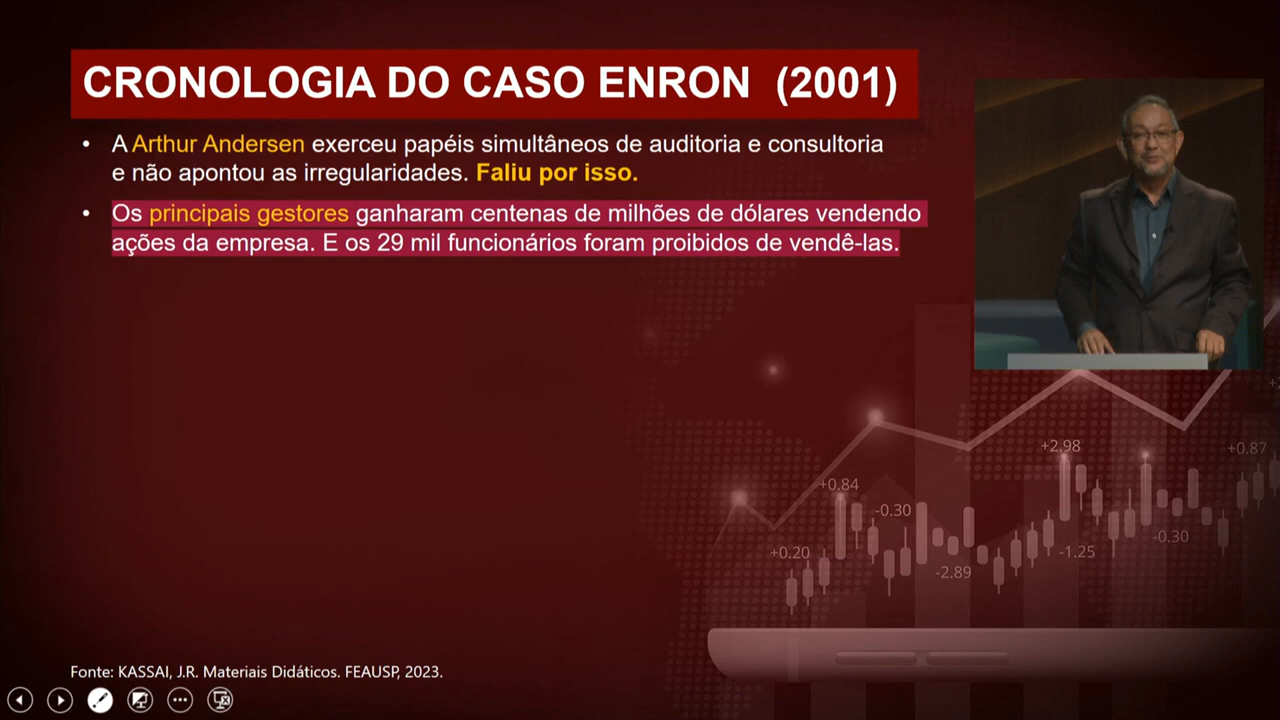 CRONOLOGIA DO CASO ENRON (2001)
• A Arthur Andersen exerceu papéis simultâneos de auditoria e consultoria
e não apontou as irregularidades. Faliu por isso.
• Os principais gestores ganharam centenas de milhões de dólares vendendo
ações da empresa. E os 29 mil funcionários foram proibidos de vendê-las.
+2.98
+0.87
+0.84
-0.30
-0.30
+0.20
-1.25
-2.89
Fonte: KASSAI, J.R. Materiais Didáticos. FEAUSP, 2023.